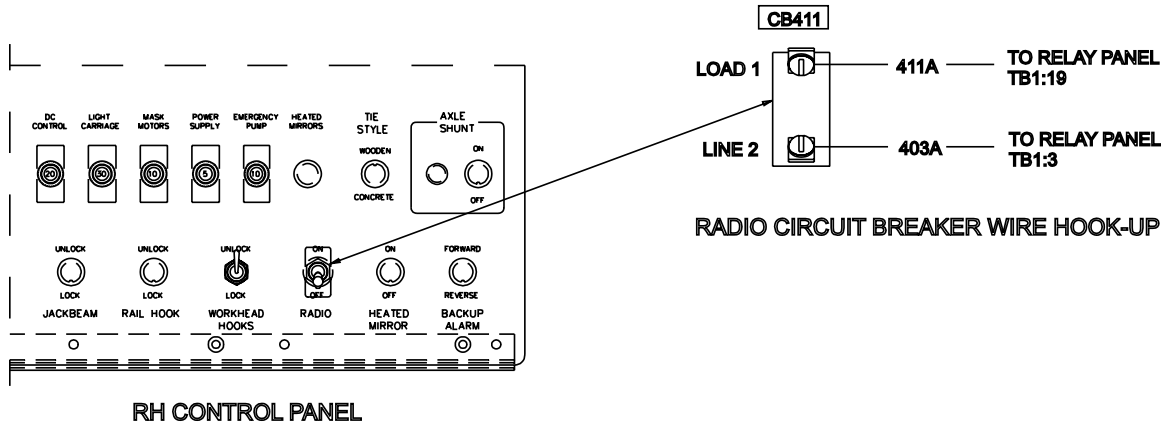 CB411
LOAD 1
411A
TO RELAY PANEL
TB1:19
LINE 2
403A
TO RELAY PANEL
TB1:3
RADIO CIRCUIT BREAKER WIRE HOOK-UP
DC CONTROL
LIGHT CARRIAGE
MASK MOTORS
POWER SUPPLY
EMERGENCY PUMP
HEATED MIRRORS
TIE STYLE
AXLE SHUNT
20
30
10
5
10
WOODEN
CONCRETE
ON
OFF
UNLOCK
LOCK
JACKBEAM
UNLOCK
LOCK
RAIL HOOK
UNLOCK
LOCK
WORKHEAD HOOKS
ON
OFF
RADIO
ON
OFF
HEATED MIRROR
FORWARD
REVERSE
BACKUP ALARM
RH CONTROL PANEL